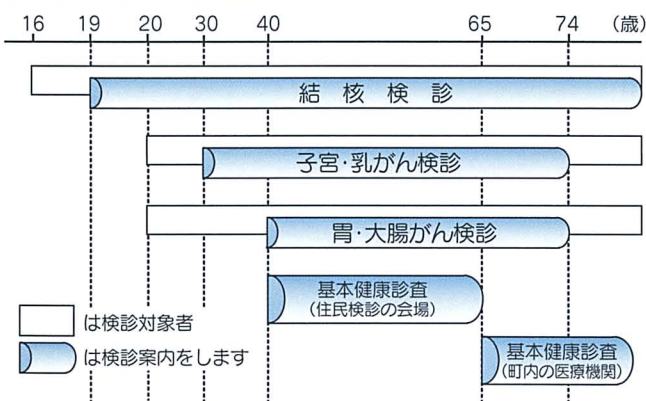 16 19 20 30 40 65 74 (歳)
結核検診
子宮・乳がん検診
胃・大腸がん検診
基本健康診査
(住民検診の会場)
は検診対象者
は検診案内をします
基本健康診査
(町内の医療機関)